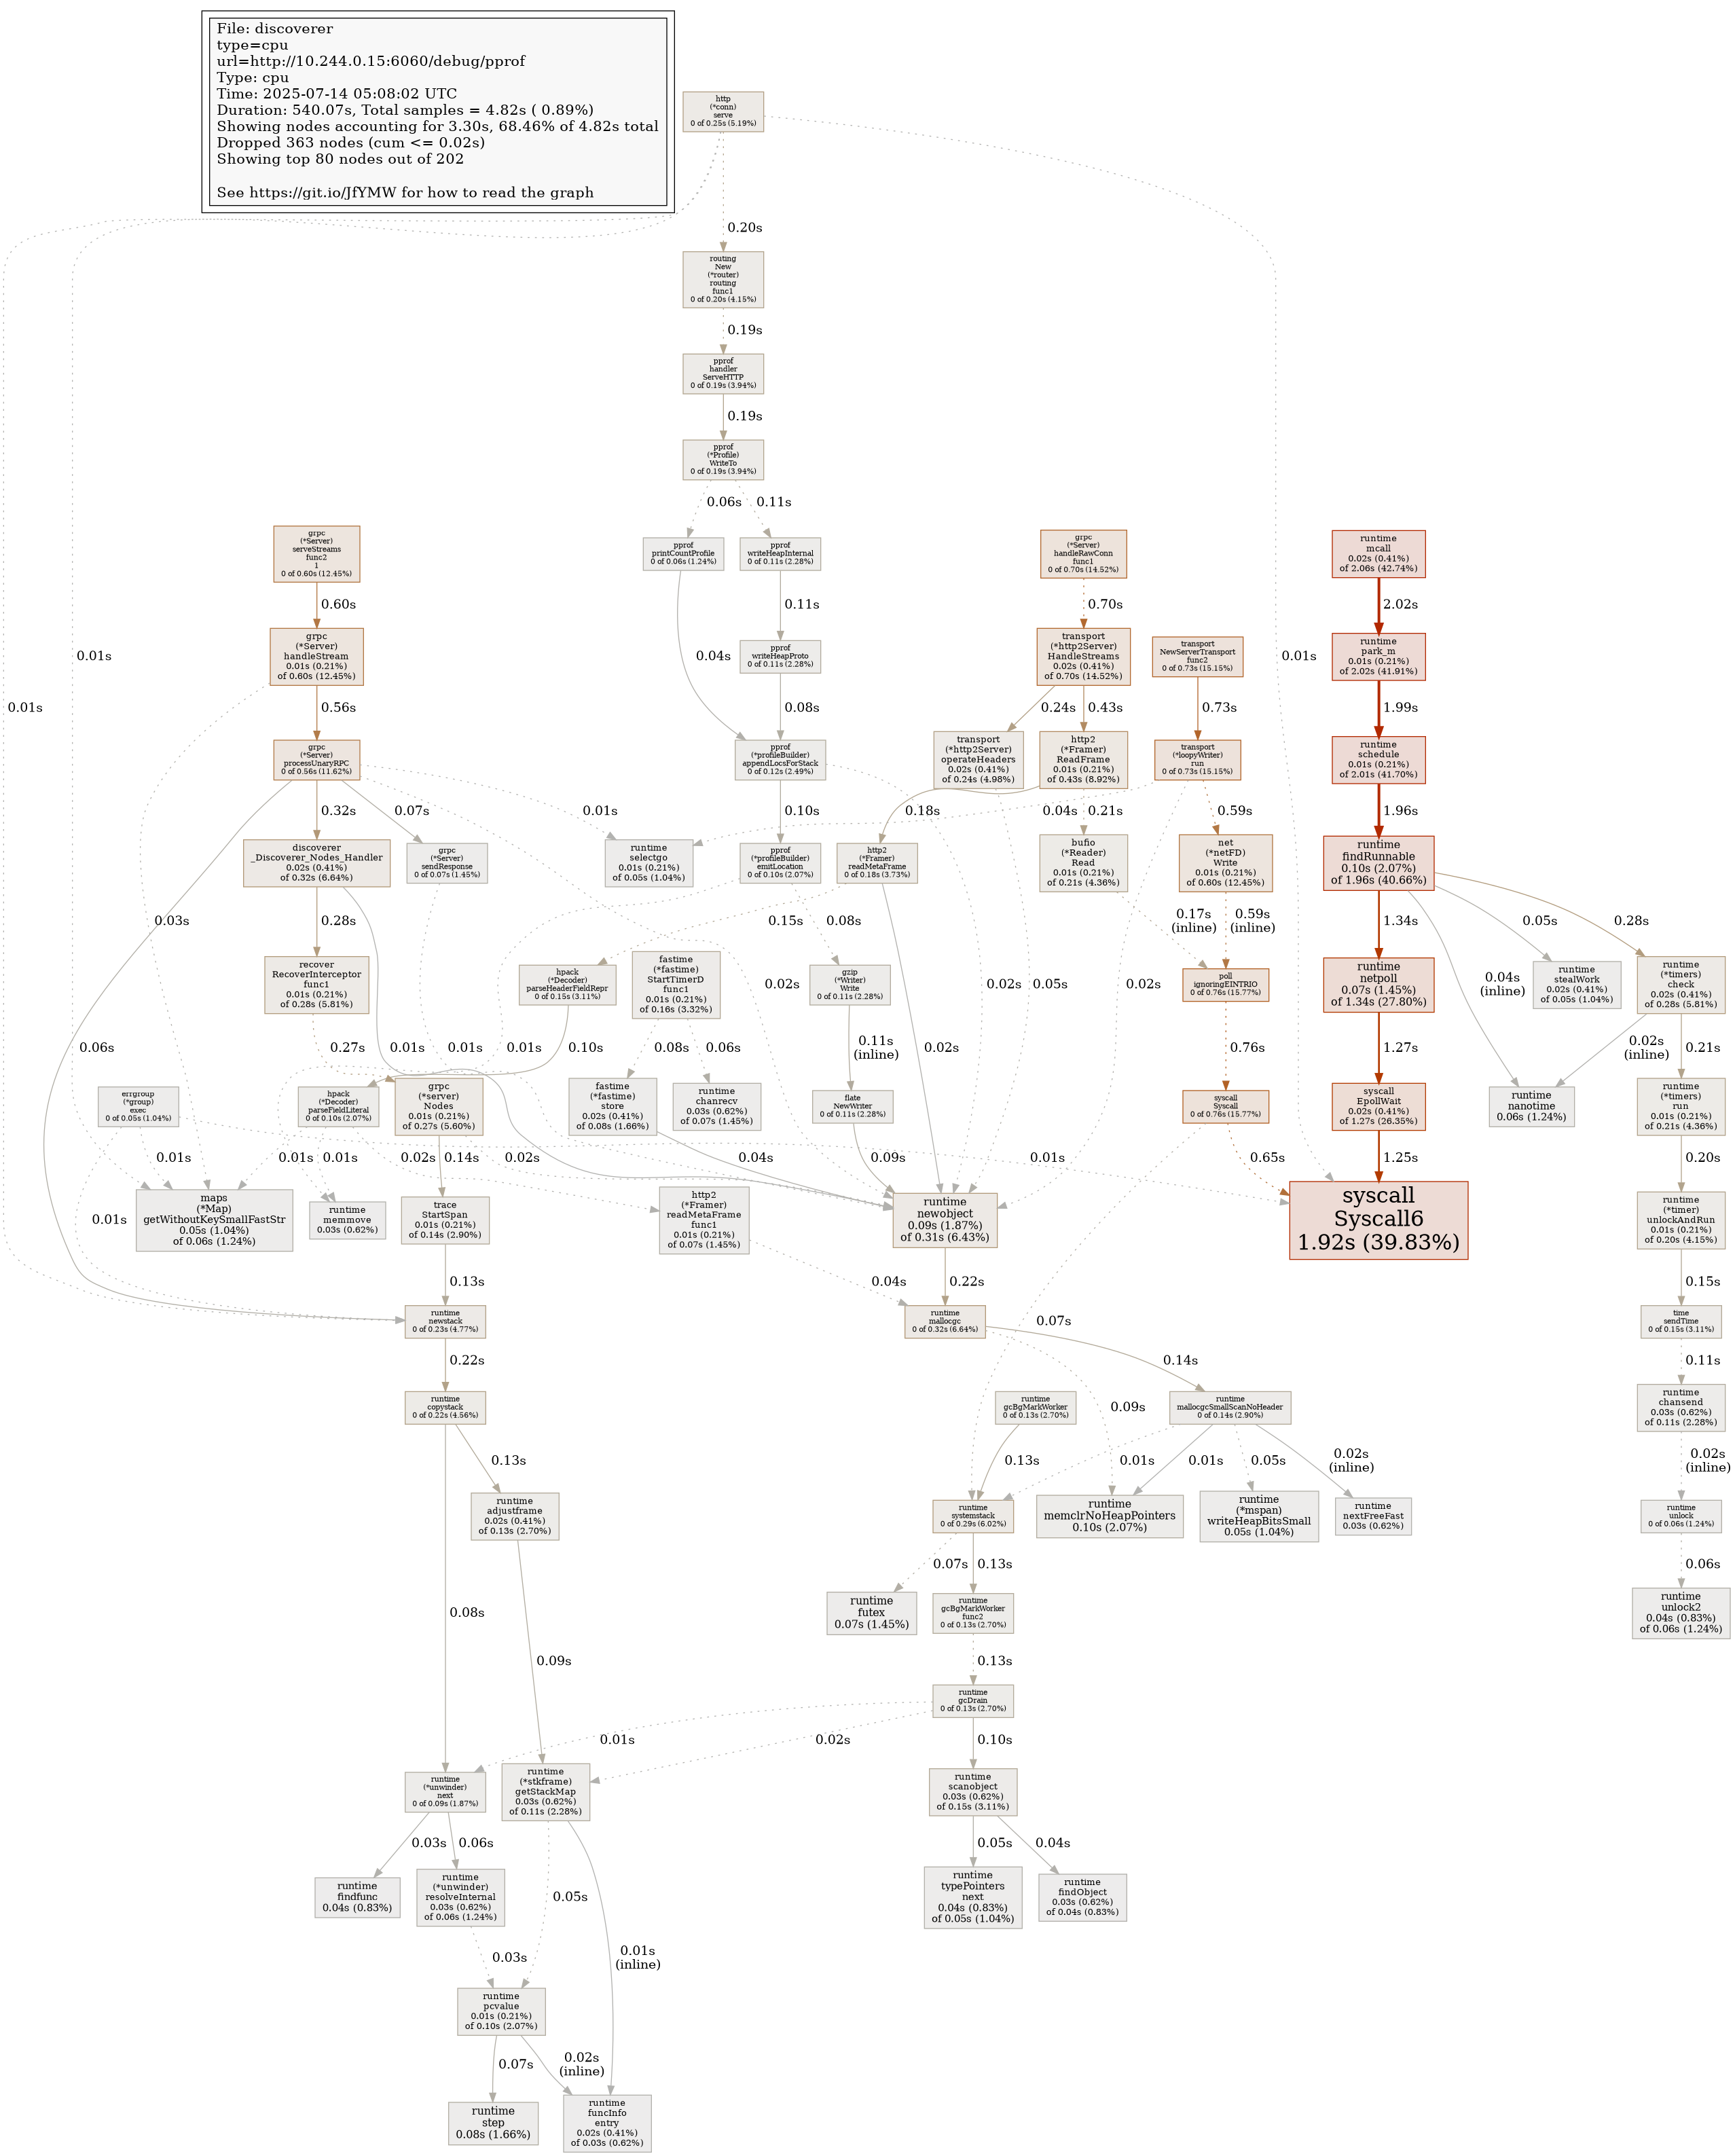 File: discoverer
type=cpu
url=http://10.244.0.15:6060/debug/pprof
Type: cpu
Time: 2025-07-14 05:08:02 UTC
Duration: 540.07s, Total samples = 4.82s ( 0.89%)
Showing nodes accounting for 3.30s, 68.46% of 4.82s total
Dropped 363 nodes (cum <= 0.02s)
Showing top 80 nodes out of 202
See https://git.io/JfYMW for how to read the graph
http
(*conn)
serve
0 of 0.25s (5.19%)
0.20s
routing
New
(*router)
routing
func1
0 of 0.20s (4.15%)
0.19s
pprof
handler
ServeHTTP
0 of 0.19s (3.94%)
0.19s
pprof
(*Profile)
WriteTo
0 of 0.19s (3.94%)
0.06s
0.11s
grpc
(*Server)
serveStreams
func2
1
0 of 0.60s (12.45%)
pprof
printCountProfile
0 of 0.06s (1.24%)
pprof
writeHeapInternal
0 of 0.11s (2.28%)
grpc
(*Server)
handleRawConn
func1
0 of 0.70s (14.52%)
runtime
mcall
0.02s (0.41%)
of 2.06s (42.74%)
0.60s
0.11s
0.70s
2.02s
0.01s
grpc
(*Server)
handleStream
0.01s (0.21%)
of 0.60s (12.45%)
0.04s
pprof
writeHeapProto
0 of 0.11s (2.28%)
transport
(*http2Server)
HandleStreams
0.02s (0.41%)
of 0.70s (14.52%)
transport
NewServerTransport
func2
0 of 0.73s (15.15%)
0.01s
runtime
park_m
0.01s (0.21%)
of 2.02s (41.91%)
0.01s
0.56s
0.08s
0.24s
0.43s
0.73s
1.99s
grpc
(*Server)
processUnaryRPC
0 of 0.56s (11.62%)
pprof
(*profileBuilder)
appendLocsForStack
0 of 0.12s (2.49%)
transport
(*http2Server)
operateHeaders
0.02s (0.41%)
of 0.24s (4.98%)
http2
(*Framer)
ReadFrame
0.01s (0.21%)
of 0.43s (8.92%)
transport
(*loopyWriter)
run
0 of 0.73s (15.15%)
runtime
schedule
0.01s (0.21%)
of 2.01s (41.70%)
0.32s
0.07s
0.01s
0.10s
0.18s
0.21s
0.04s
0.59s
1.96s
discoverer
_Discoverer_Nodes_Handler
0.02s (0.41%)
of 0.32s (6.64%)
grpc
(*Server)
sendResponse
0 of 0.07s (1.45%)
runtime
selectgo
0.01s (0.21%)
of 0.05s (1.04%)
pprof
(*profileBuilder)
emitLocation
0 of 0.10s (2.07%)
http2
(*Framer)
readMetaFrame
0 of 0.18s (3.73%)
bufio
(*Reader)
Read
0.01s (0.21%)
of 0.21s (4.36%)
net
(*netFD)
Write
0.01s (0.21%)
of 0.60s (12.45%)
runtime
findRunnable
0.10s (2.07%)
of 1.96s (40.66%)
0.03s
0.28s
0.15s
0.08s
0.17s
(inline)
0.59s
(inline)
1.34s
0.04s
(inline)
0.05s
0.28s
recover
RecoverInterceptor
func1
0.01s (0.21%)
of 0.28s (5.81%)
hpack
(*Decoder)
parseHeaderFieldRepr
0 of 0.15s (3.11%)
fastime
(*fastime)
StartTimerD
func1
0.01s (0.21%)
of 0.16s (3.32%)
0.02s
gzip
(*Writer)
Write
0 of 0.11s (2.28%)
0.02s
0.05s
0.02s
poll
ignoringEINTRIO
0 of 0.76s (15.77%)
runtime
netpoll
0.07s (1.45%)
of 1.34s (27.80%)
runtime
stealWork
0.02s (0.41%)
of 0.05s (1.04%)
runtime
(*timers)
check
0.02s (0.41%)
of 0.28s (5.81%)
0.06s
0.27s
0.01s
0.01s
0.01s
0.10s
0.08s
0.06s
0.11s
(inline)
0.02s
0.76s
1.27s
0.02s
(inline)
0.21s
errgroup
(*group)
exec
0 of 0.05s (1.04%)
hpack
(*Decoder)
parseFieldLiteral
0 of 0.10s (2.07%)
grpc
(*server)
Nodes
0.01s (0.21%)
of 0.27s (5.60%)
fastime
(*fastime)
store
0.02s (0.41%)
of 0.08s (1.66%)
runtime
chanrecv
0.03s (0.62%)
of 0.07s (1.45%)
flate
NewWriter
0 of 0.11s (2.28%)
syscall
Syscall
0 of 0.76s (15.77%)
syscall
EpollWait
0.02s (0.41%)
of 1.27s (26.35%)
runtime
nanotime
0.06s (1.24%)
runtime
(*timers)
run
0.01s (0.21%)
of 0.21s (4.36%)
0.01s
0.01s
0.01s
0.02s
0.14s
0.02s
0.04s
0.09s
0.01s
0.65s
1.25s
0.20s
0.01s
maps
(*Map)
getWithoutKeySmallFastStr
0.05s (1.04%)
of 0.06s (1.24%)
runtime
memmove
0.03s (0.62%)
trace
StartSpan
0.01s (0.21%)
of 0.14s (2.90%)
http2
(*Framer)
readMetaFrame
func1
0.01s (0.21%)
of 0.07s (1.45%)
runtime
newobject
0.09s (1.87%)
of 0.31s (6.43%)
syscall
Syscall6
1.92s (39.83%)
runtime
(*timer)
unlockAndRun
0.01s (0.21%)
of 0.20s (4.15%)
0.13s
0.04s
0.22s
0.07s
0.15s
runtime
newstack
0 of 0.23s (4.77%)
runtime
mallocgc
0 of 0.32s (6.64%)
time
sendTime
0 of 0.15s (3.11%)
0.22s
0.09s
0.14s
0.11s
runtime
copystack
0 of 0.22s (4.56%)
runtime
gcBgMarkWorker
0 of 0.13s (2.70%)
runtime
mallocgcSmallScanNoHeader
0 of 0.14s (2.90%)
runtime
chansend
0.03s (0.62%)
of 0.11s (2.28%)
0.13s
0.13s
0.01s
0.01s
0.05s
0.02s
(inline)
0.02s
(inline)
runtime
adjustframe
0.02s (0.41%)
of 0.13s (2.70%)
runtime
systemstack
0 of 0.29s (6.02%)
runtime
memclrNoHeapPointers
0.10s (2.07%)
runtime
(*mspan)
writeHeapBitsSmall
0.05s (1.04%)
runtime
nextFreeFast
0.03s (0.62%)
runtime
unlock
0 of 0.06s (1.24%)
0.08s
0.07s
0.13s
0.06s
runtime
futex
0.07s (1.45%)
runtime
gcBgMarkWorker
func2
0 of 0.13s (2.70%)
runtime
unlock2
0.04s (0.83%)
of 0.06s (1.24%)
0.09s
0.13s
runtime
gcDrain
0 of 0.13s (2.70%)
0.01s
0.02s
0.10s
runtime
(*unwinder)
next
0 of 0.09s (1.87%)
runtime
(*stkframe)
getStackMap
0.03s (0.62%)
of 0.11s (2.28%)
runtime
scanobject
0.03s (0.62%)
of 0.15s (3.11%)
0.03s
0.06s
0.05s
0.01s
(inline)
0.05s
0.04s
runtime
findfunc
0.04s (0.83%)
runtime
(*unwinder)
resolveInternal
0.03s (0.62%)
of 0.06s (1.24%)
runtime
typePointers
next
0.04s (0.83%)
of 0.05s (1.04%)
runtime
findObject
0.03s (0.62%)
of 0.04s (0.83%)
0.03s
runtime
pcvalue
0.01s (0.21%)
of 0.10s (2.07%)
0.07s
0.02s
(inline)
runtime
step
0.08s (1.66%)
runtime
funcInfo
entry
0.02s (0.41%)
of 0.03s (0.62%)